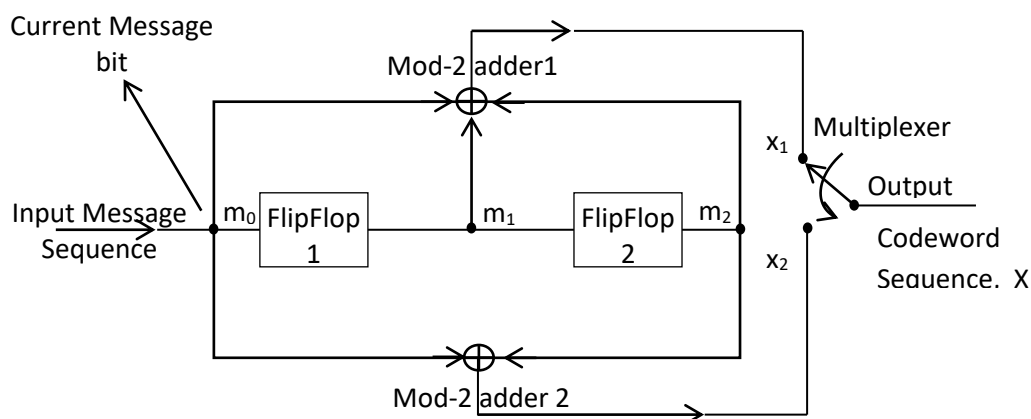 Current Message
bit
Mod-2 adder1
Multiplexer
x₁
Output
Input Message
Sequence
m₀
FlipFlop
1
m₁
FlipFlop
2
m₂
x₂
Codeword
Sequence. X
Mod-2 adder 2